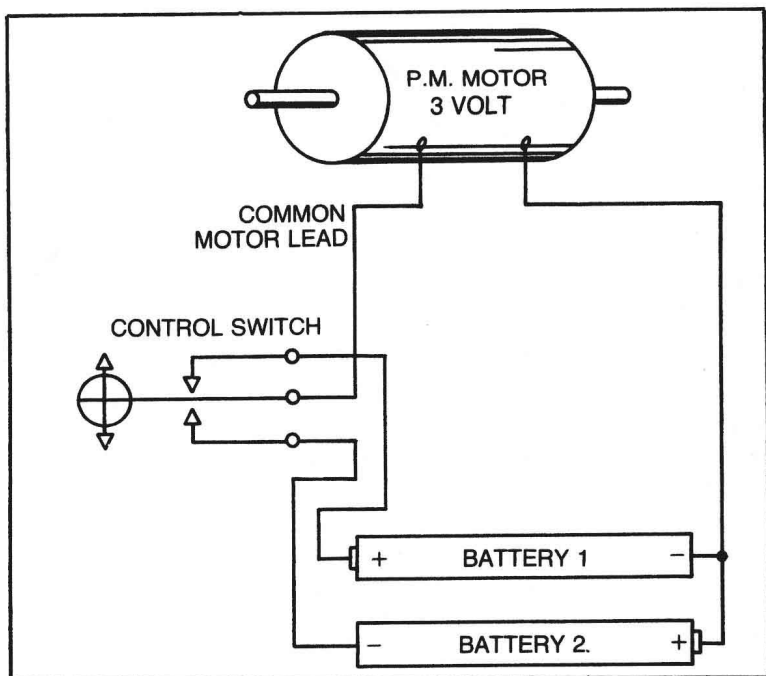 P.M. MOTOR
3 VOLT
COMMON
MOTOR LEAD
CONTROL SWITCH
+ BATTERY 1 -
- BATTERY 2. +